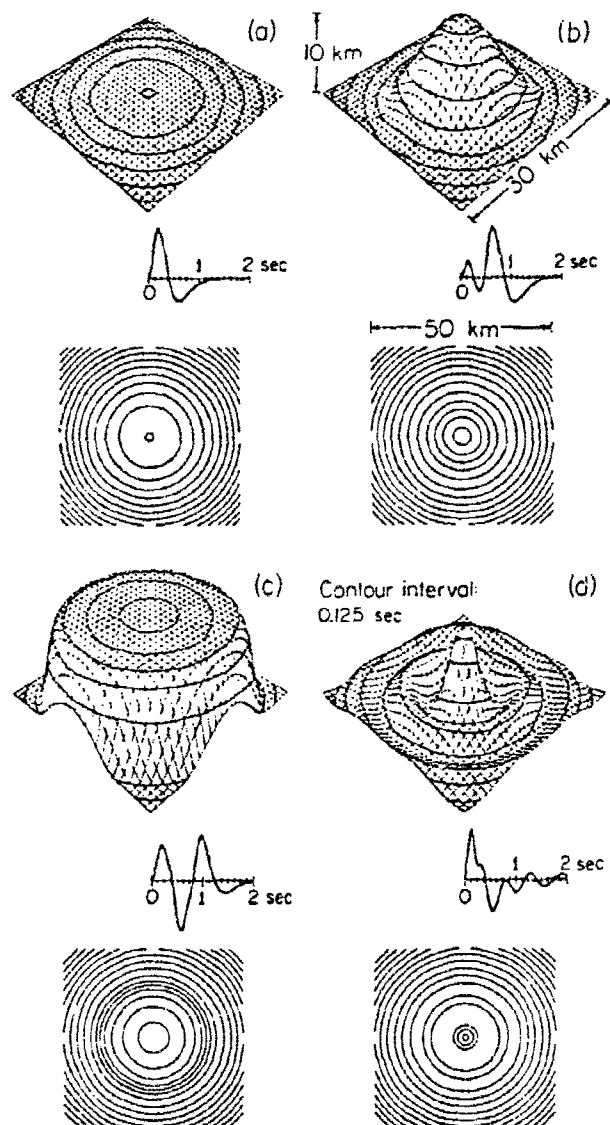 (a)
(b)
10 km
30 km
0 1 2 sec
0 1 2 sec
50 km
(c)
(d)
Contour interval:
0.125 sec
0 1 2 sec
0 1 2 sec